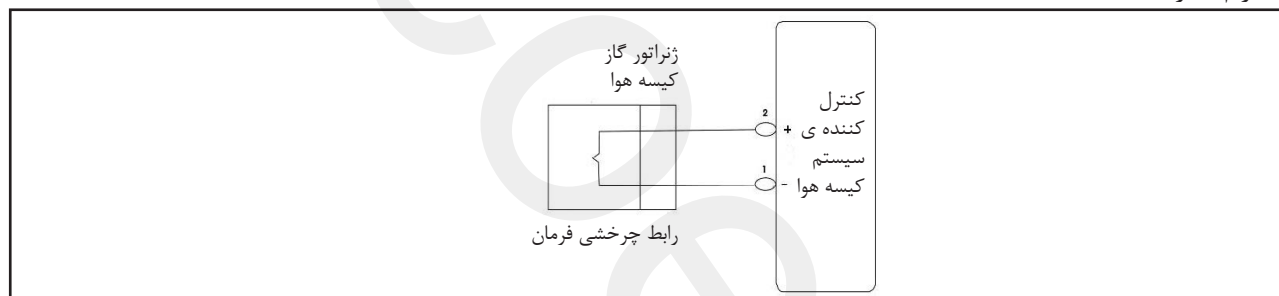 ژنراتور گاز
کیسه هوا
کنترل
کننده ی +
سیستم
کیسه هوا -
2
1
رابط چرخشی فرمان